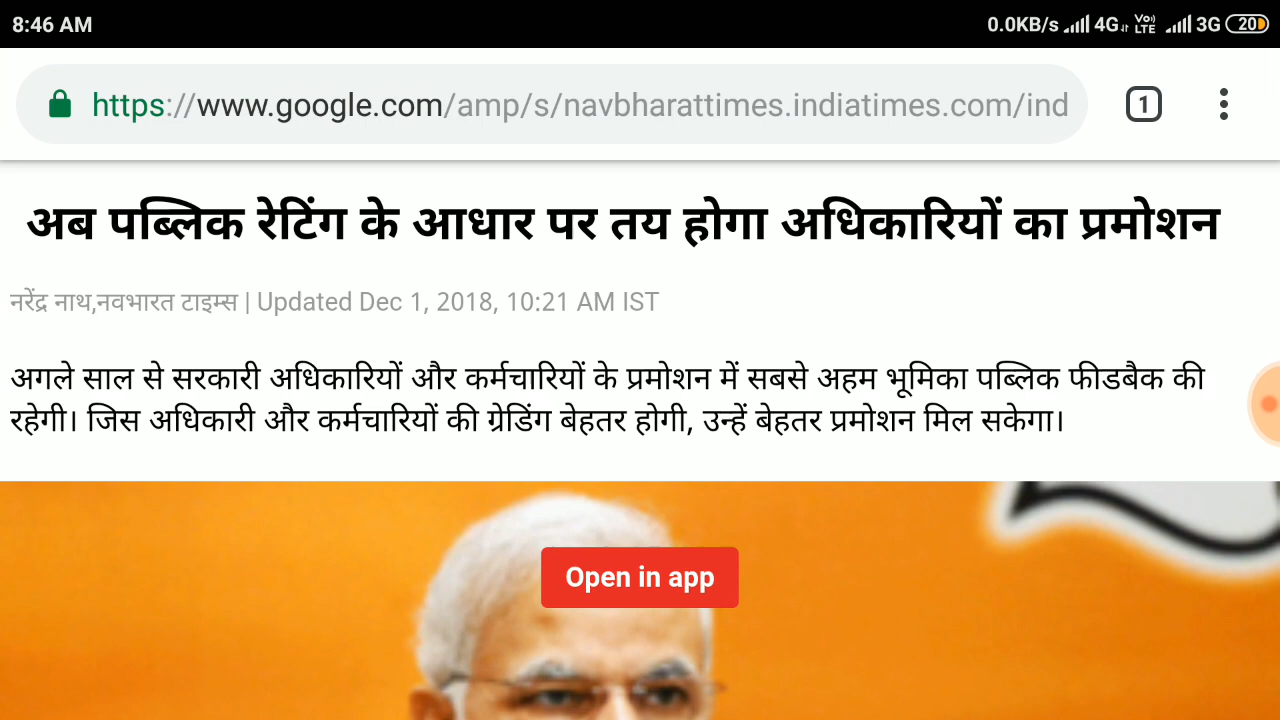 8:46 AM 0.0KB/s 4G Vo) LTE 3G 20
https://www.google.com/amp/s/navbharattimes.indiatimes.com/ind 1
अब पब्लिक रेटिंग के आधार पर तय होगा अधिकारियों का प्रमोशन
नरेंद्र नाथ,नवभारत टाइम्स | Updated Dec 1, 2018, 10:21 AM IST
अगले साल से सरकारी अधिकारियों और कर्मचारियों के प्रमोशन में सबसे अहम भूमिका पब्लिक फीडबैक की
रहेगी। जिस अधिकारी और कर्मचारियों की ग्रेडिंग बेहतर होगी, उन्हें बेहतर प्रमोशन मिल सकेगा।
Open in app